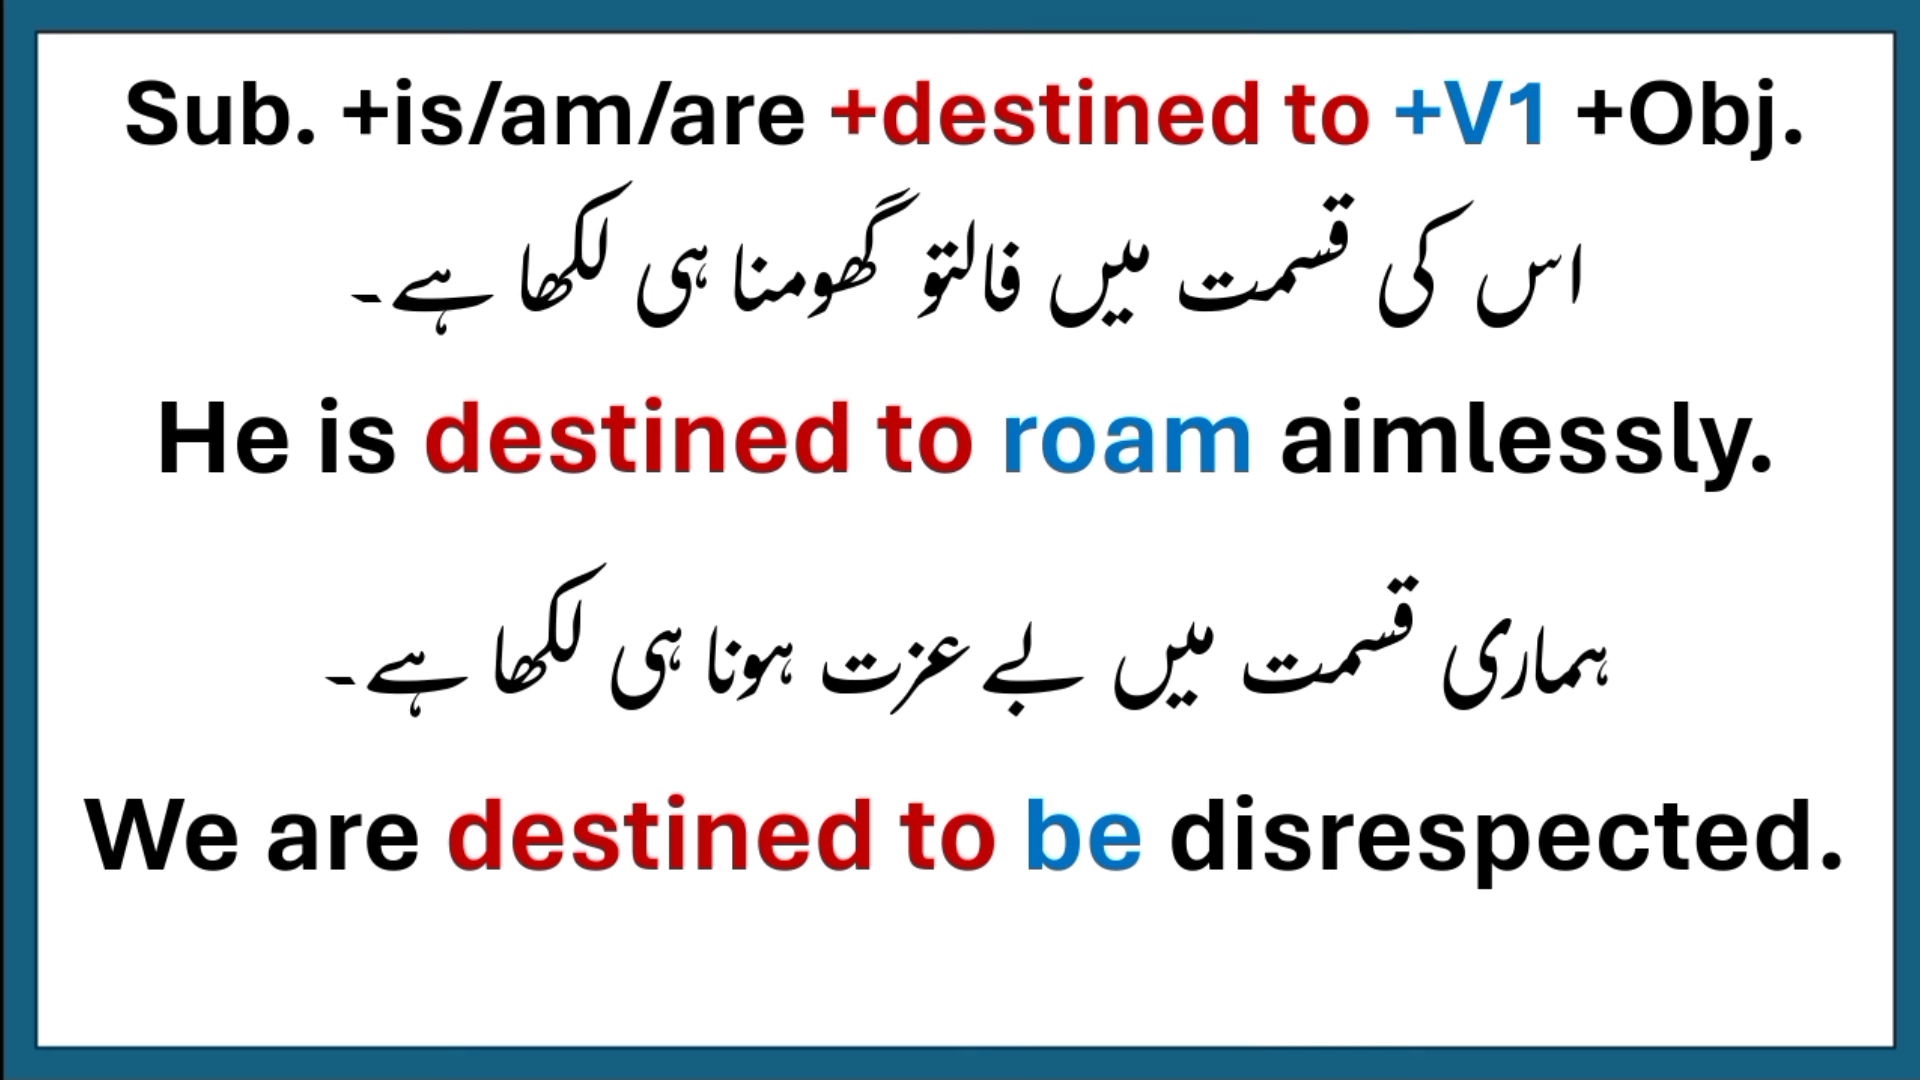 Sub. +is/am/are +destined to +V1 +Obj.
اس کی قسمت میں فالتو گھومنا ہی لکھا ہے۔
He is destined to roam aimlessly.
ہماری قسمت میں بے عزت ہونا ہی لکھا ہے۔
We are destined to be disrespected.